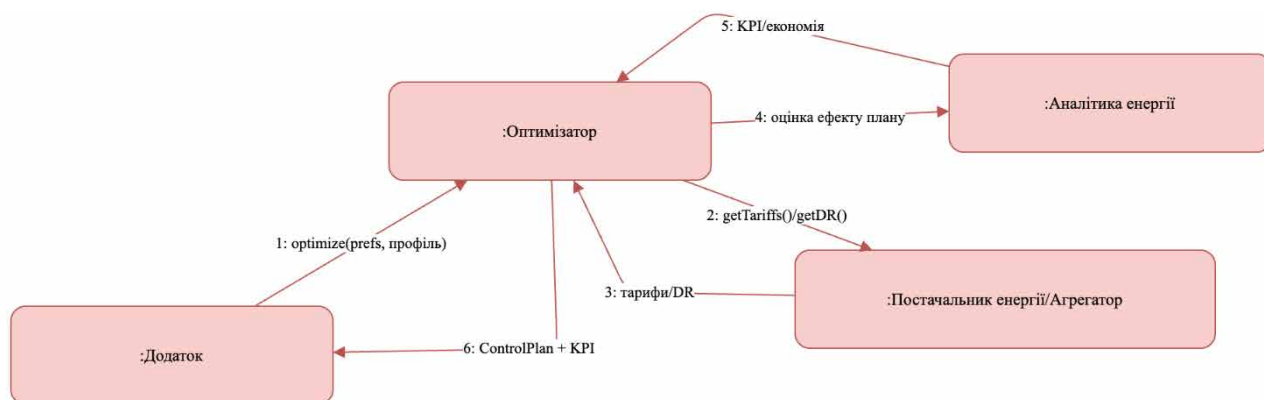 5: KPI/економія
:Аналітика енергії
:Оптимізатор
4: оцінка ефекту плану
2: getTariffs()/getDR()
1: optimize(prefs, профіль)
3: тарифи/DR
:Постачальник енергії/Агрегатор
6: ControlPlan + KPI
:Додаток